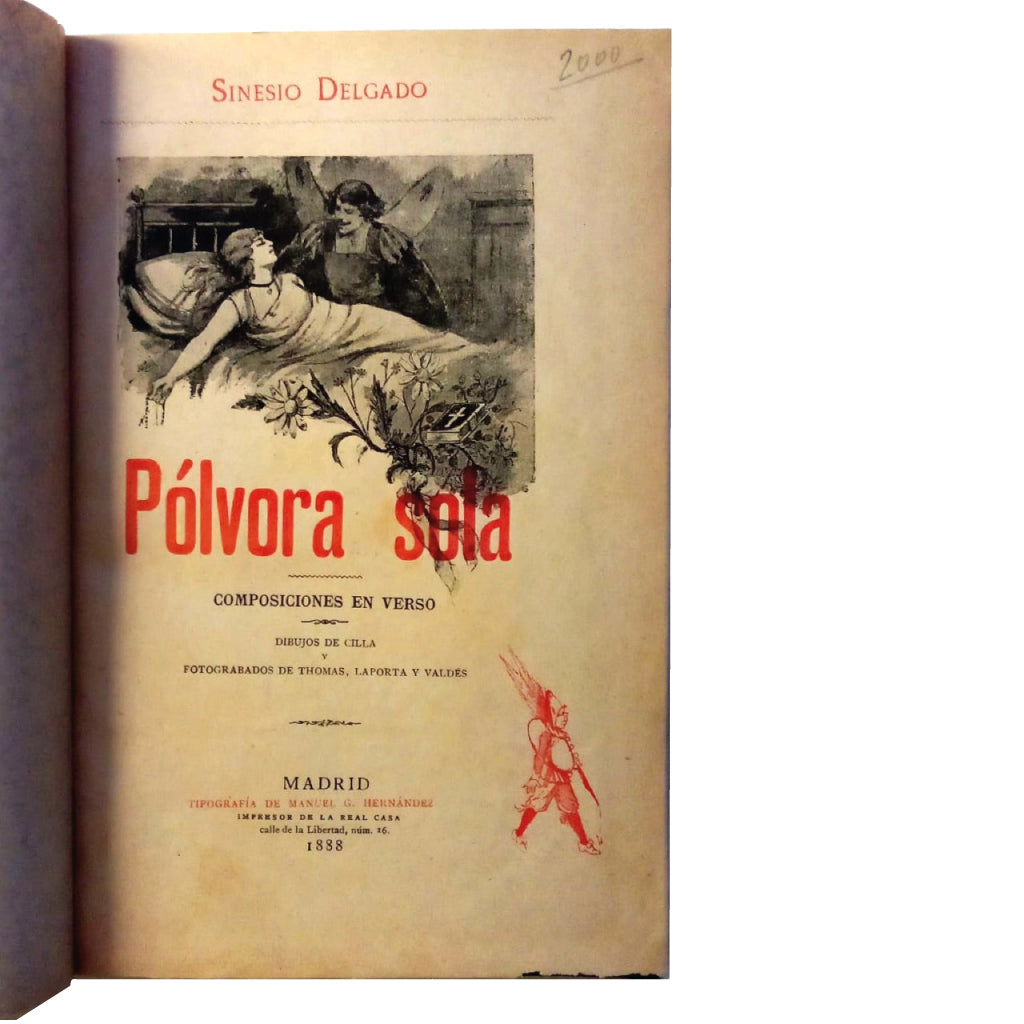 2000
SINESIO DELGADO
Pólvora sola
COMPOSICIONES EN VERSO
DIBUJOS DE CILLA
Y
FOTOGRABADOS DE THOMAS, LAPORTA Y VALDÉS
MADRID
TIPOGRAFÍA DE MANUEL G. HERNÁNDEZ
IMPRESOR DE LA REAL CASA
calle de la Libertad, núm. 16.
1888